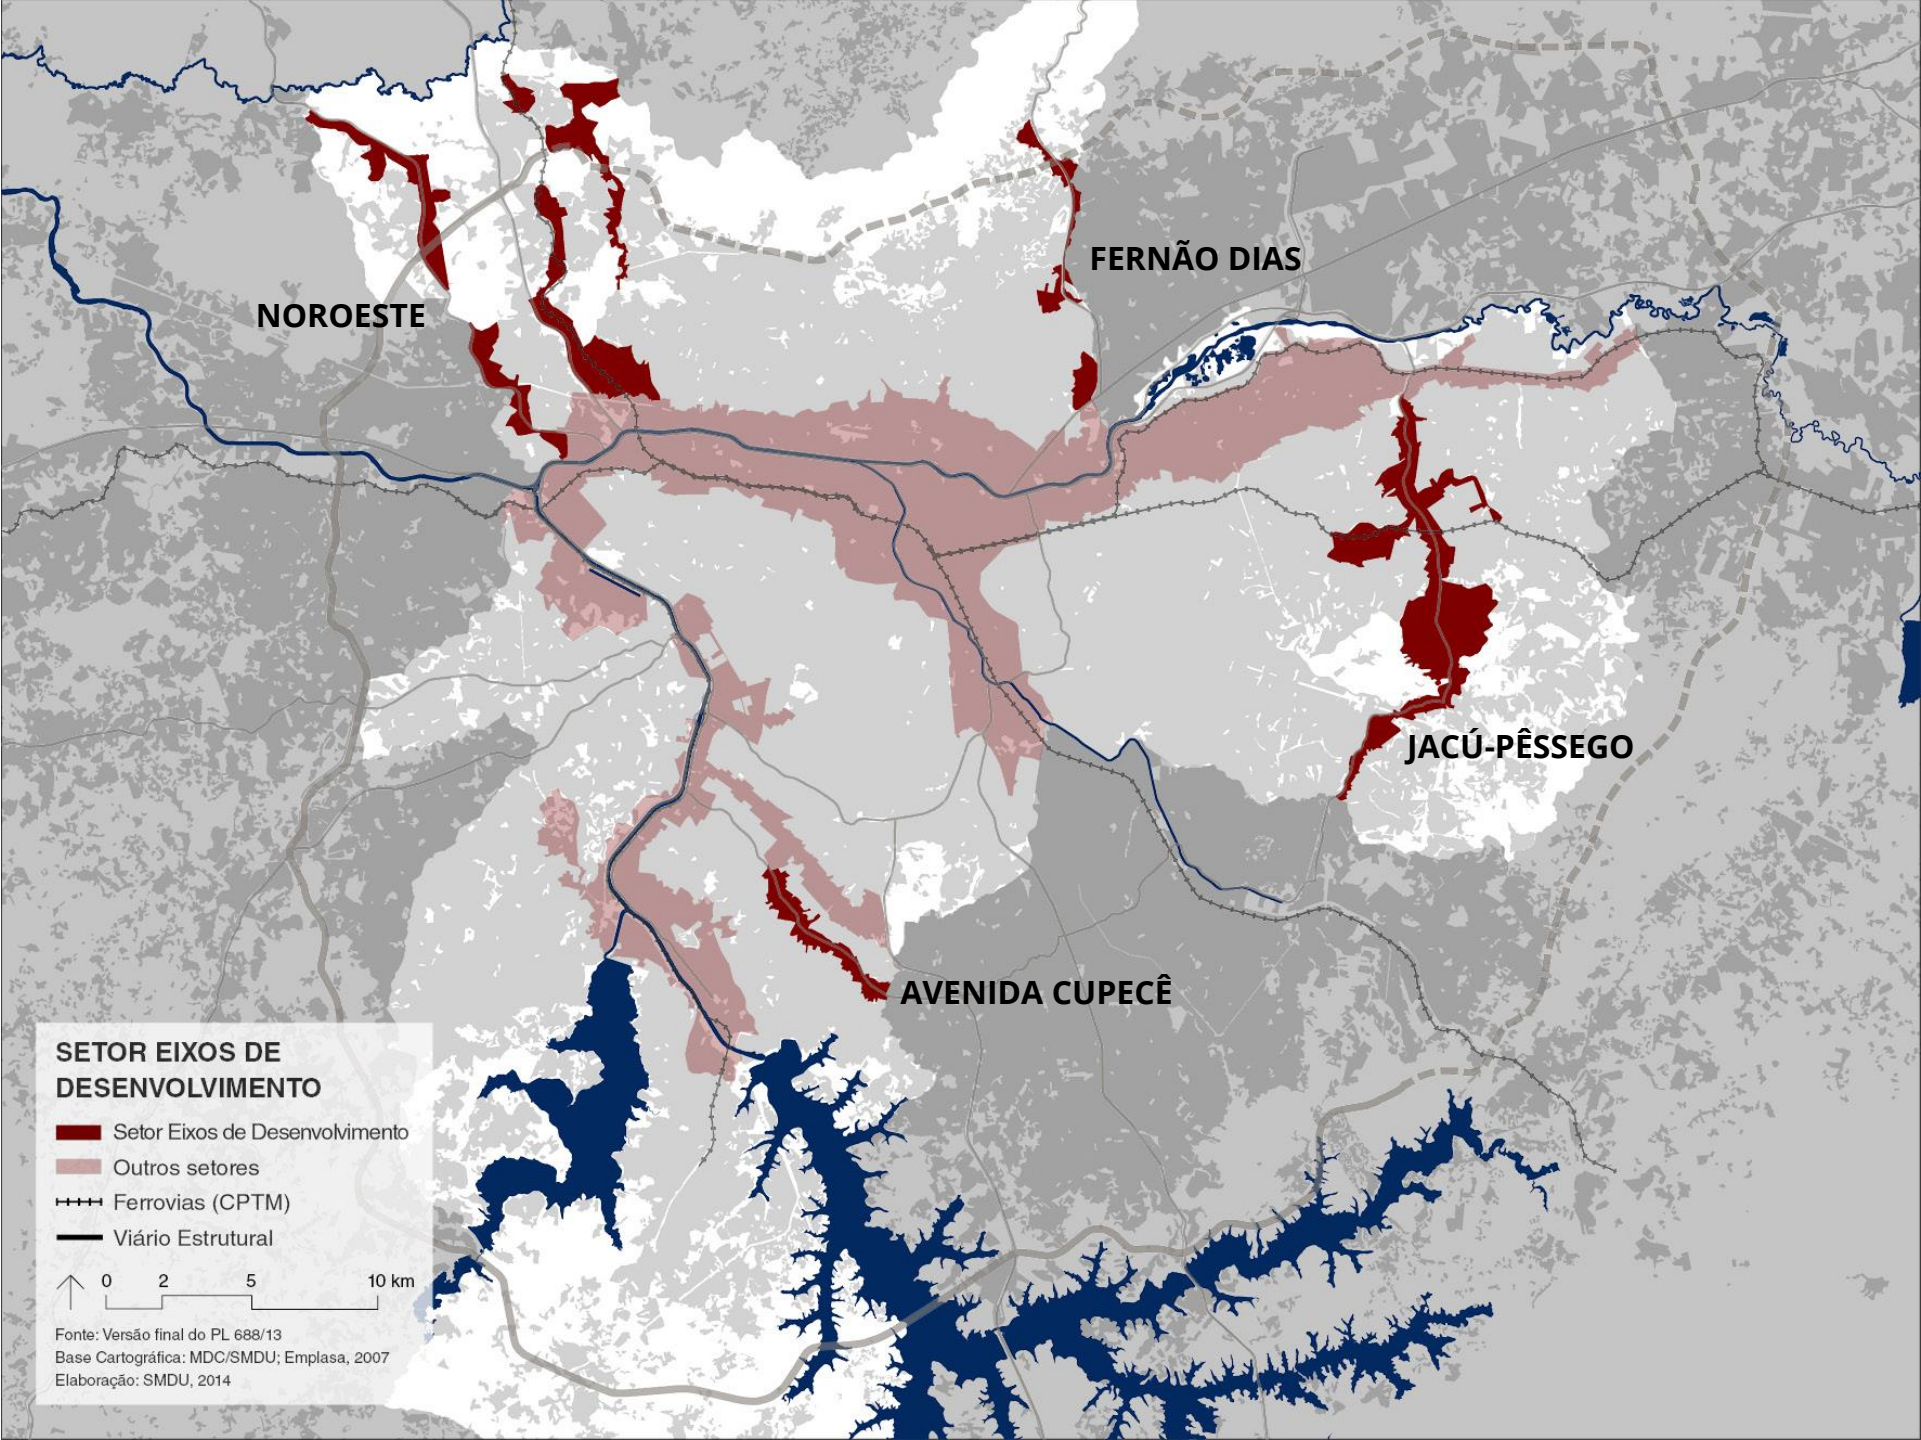 FERNÃO DIAS
NOROESTE
JACÚ-PÊSSEGO
AVENIDA CUPECÊ
SETOR EIXOS DE
DESENVOLVIMENTO
Setor Eixos de Desenvolvimento
Outros setores
Ferrovias (CPTM)
Viário Estrutural
0 2 5 10 km
Fonte: Versão final do PL 688/13
Base Cartográfica: MDC/SMDU; Emplasa, 2007
Elaboração: SMDU, 2014